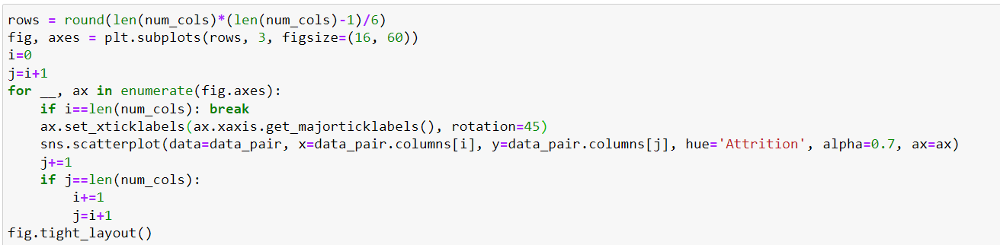 rows = round(len(num_cols)*(len(num_cols)-1)/6)
fig, axes = plt.subplots(rows, 3, figsize=(16, 60))
i=0
j=i+1
for __, ax in enumerate(fig.axes):
    if i==len(num_cols): break
    ax.set_xticklabels(ax.xaxis.get_majorticklabels(), rotation=45)
    sns.scatterplot(data=data_pair, x=data_pair.columns[i], y=data_pair.columns[j], hue='Attrition', alpha=0.7, ax=ax)
    j+=1
    if j==len(num_cols):
        i+=1
        j=i+1
fig.tight_layout()